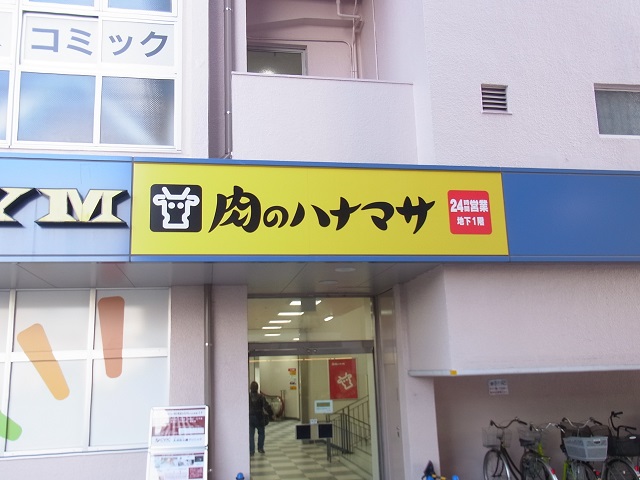 コミック
YM
肉のハナマサ
24時間営業
地下1階